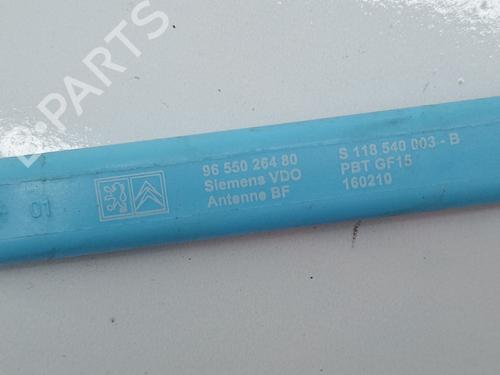 B-PARTS
01
96 550 264 80
Siemens VDO
Antenne BF
S 118 540 003 - B
PBT GF15
160210